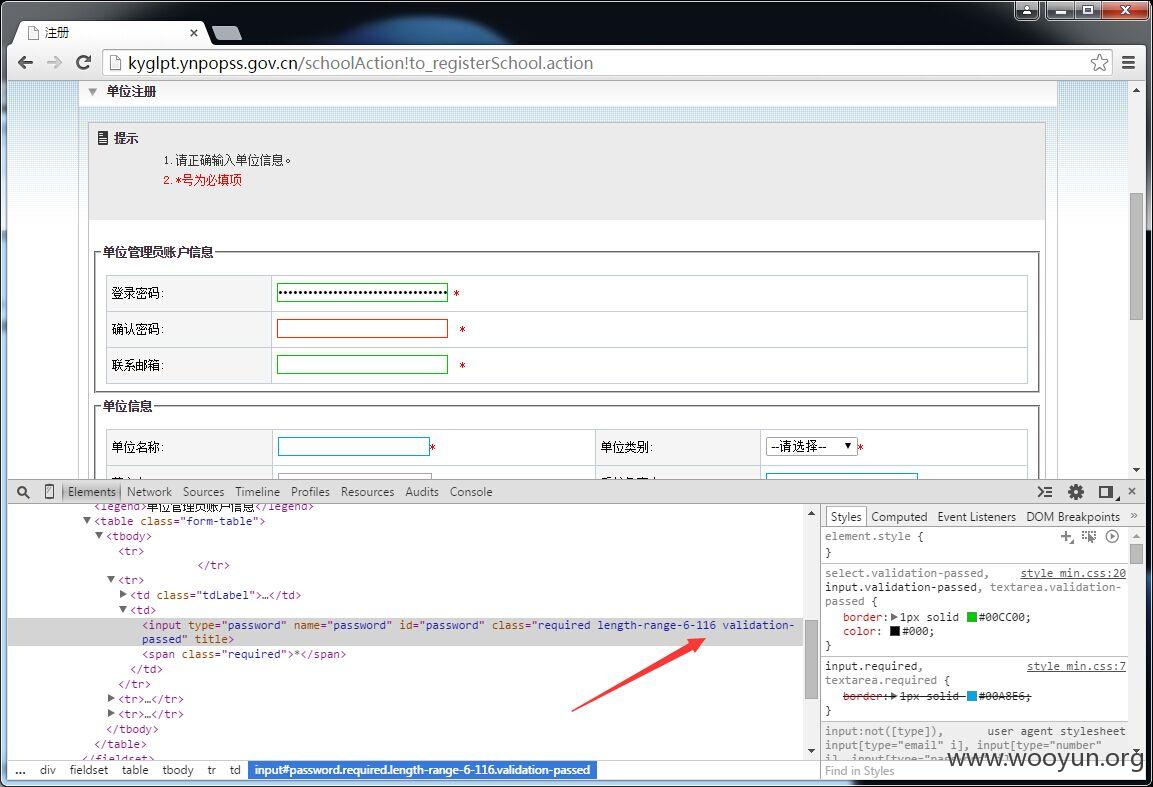 注册
kyglpt.ynpopss.gov.cn/schoolAction!to_registerSchool.action
单位注册
提示
1.请正确输入单位信息。
2.*号为必填项
单位管理员账户信息
登录密码: *
确认密码: *
联系邮箱: *
单位信息
单位名称: * 单位类别: --请选择-- *
Elements Network Sources Timeline Profiles Resources Audits Console
<legend>单位管理员账户信息</legend>
<table class="form-table">
<tbody>
<tr>
</tr>
<tr>
<td class="tdLabel">…</td>
<td>
<input type="password" name="password" id="password" class="required length-range-6-116 validation-
passed" title>
<span class="required">*</span>
</td>
</tr>
<tr>…</tr>
<tr>…</tr>
</tbody>
</table>
</fieldset>
... div fieldset table tbody tr td input#password.required.length-range-6-116.validation-passed
Styles Computed Event Listeners DOM Breakpoints »
element.style {
}
select.validation-passed, style min.css:20
input.validation-passed, textarea.validation-
passed {
border: 1px solid #00CC00;
color: #000;
}
input.required, style min.css:7
textarea.required {
border: 1px solid #00A8E6;
}
input:not([type]), user agent stylesheet
input[type="email" i], input[type="number"
Find in Styles
www.wooyun.org